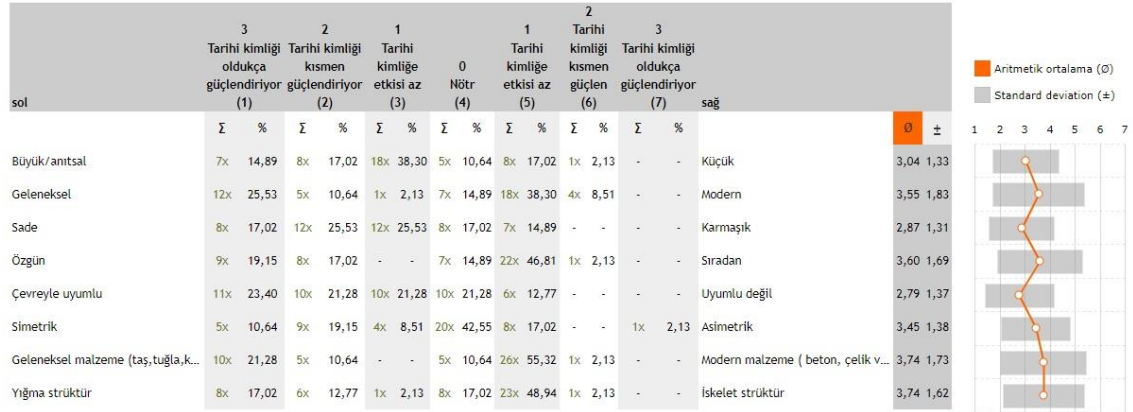 3 2 1 0 1 2 3
Tarihi kimliği Tarihi kimliği Tarihi Nötr Tarihi Tarihi Tarihi kimliği
oldukça kısmen kimliğe kimliğe kimliği oldukça
güçlendiriyor güçlendiriyor etkisi az etkisi az kısmen güçlendiriyor
güçlen
sol (1) (2) (3) (4) (5) (6) (7) sağ
Aritmetik ortalama (Ø)
Standard deviation (±)
Σ % Σ % Σ % Σ % Σ % Σ % Σ % Ø ± 1 2 3 4 5 6 7
Büyük/anıtsal 7x 14,89 8x 17,02 18x 38,30 5x 10,64 8x 17,02 1x 2,13 - - Küçük 3,04 1,33
Geleneksel 12x 25,53 5x 10,64 1x 2,13 7x 14,89 18x 38,30 4x 8,51 - - Modern 3,55 1,83
Sade 8x 17,02 12x 25,53 12x 25,53 8x 17,02 7x 14,89 - - - - Karmaşık 2,87 1,31
Özgün 9x 19,15 8x 17,02 - - 7x 14,89 22x 46,81 1x 2,13 - - Sıradan 3,60 1,69
Çevreyle uyumlu 11x 23,40 10x 21,28 10x 21,28 10x 21,28 6x 12,77 - - - - Uyumlu değil 2,79 1,37
Simetrik 5x 10,64 9x 19,15 4x 8,51 20x 42,55 8x 17,02 - - 1x 2,13 Asimetrik 3,45 1,38
Geleneksel malzeme (taş,tuğla,k... 10x 21,28 5x 10,64 - - 5x 10,64 26x 55,32 1x 2,13 - - Modern malzeme ( beton, çelik v... 3,74 1,73
Yığma strüktür 8x 17,02 6x 12,77 1x 2,13 8x 17,02 23x 48,94 1x 2,13 - - İskelet strüktür 3,74 1,62